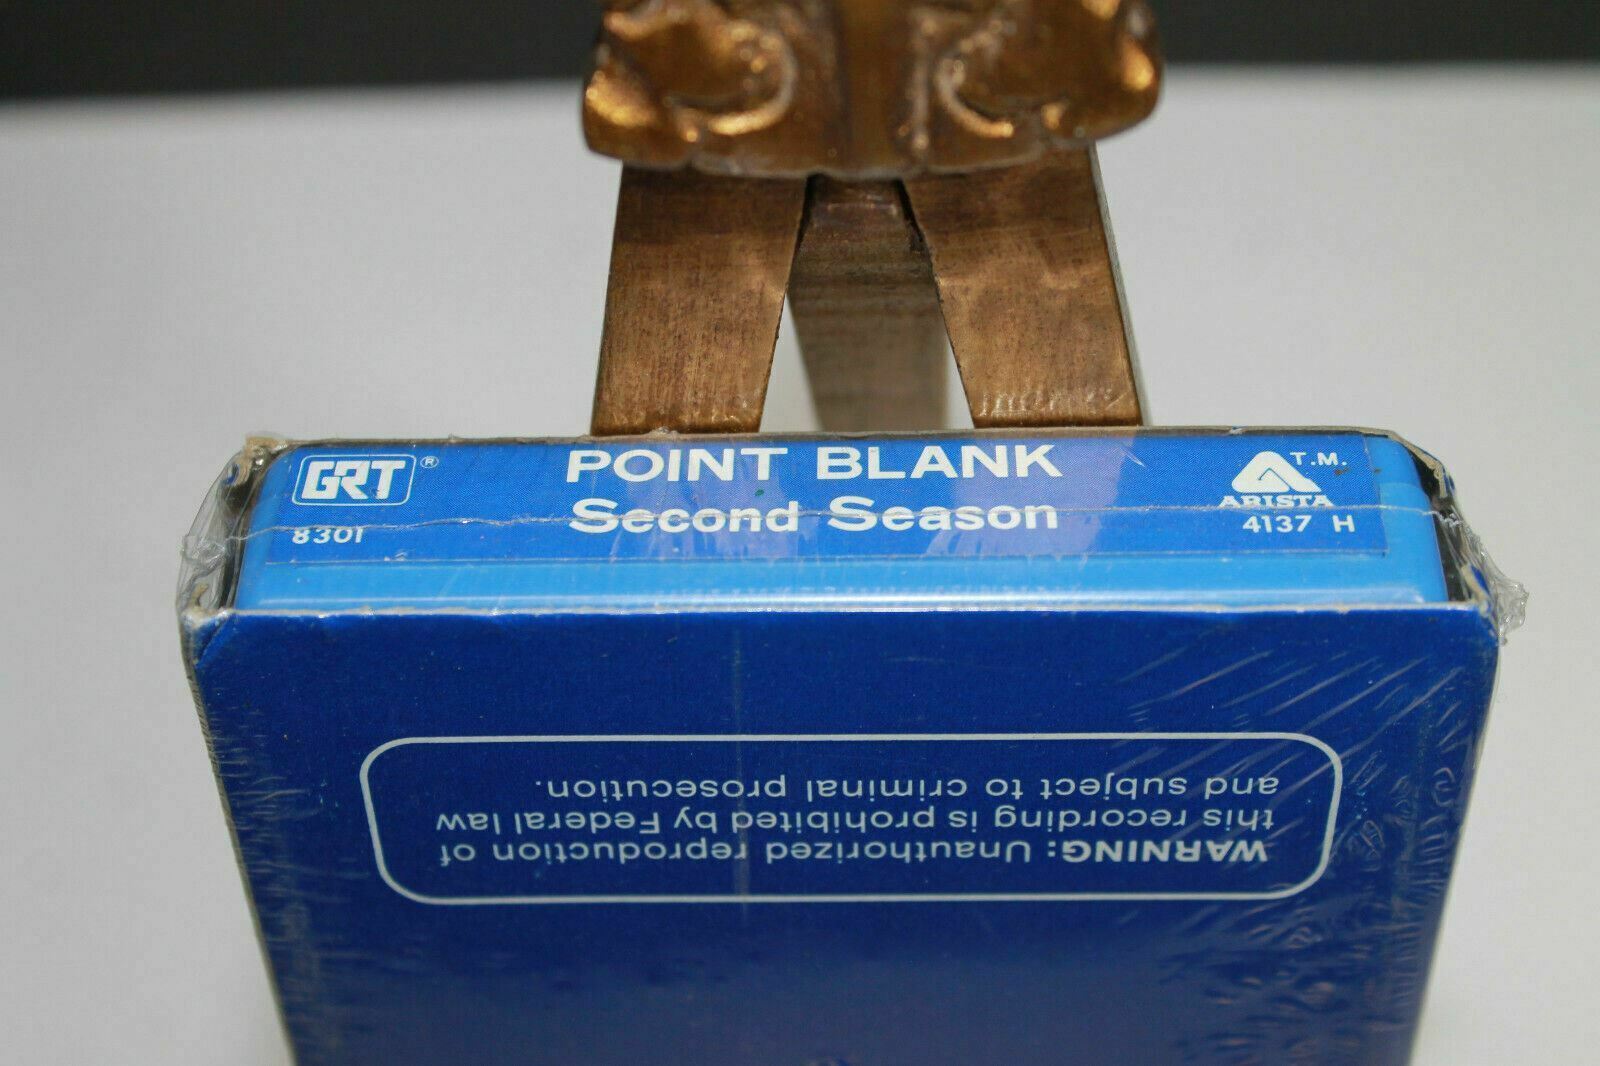 GRT®
8301
POINT BLANK
Second Season
T.M.
ARISTA
4137 H
WARNING: Unauthorized reproduction of
this recording is prohibited by Federal law
and subject to criminal prosecution.